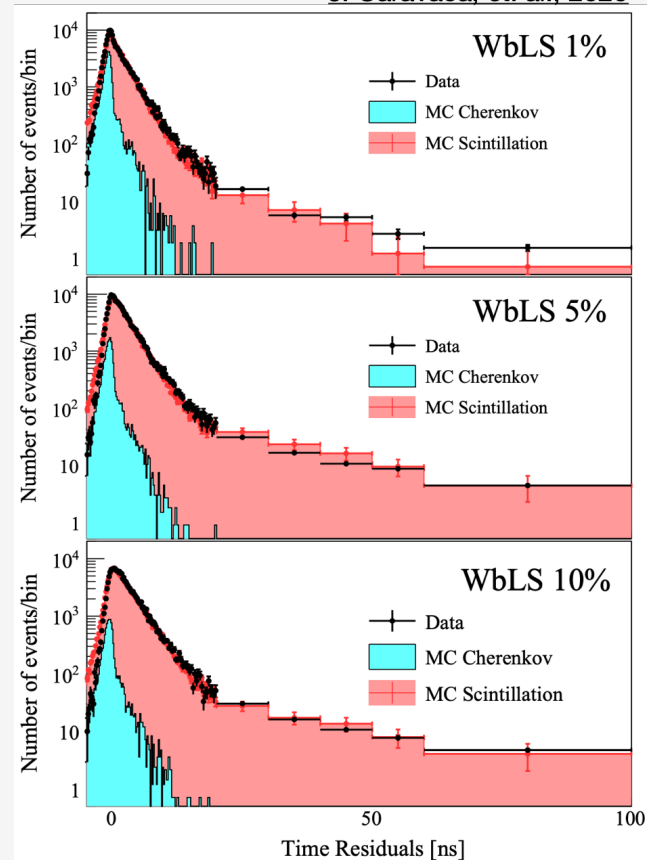 WbLS 1%
Number of events/bin
10⁴
10³
10²
10
1
Data
MC Cherenkov
MC Scintillation
WbLS 5%
Number of events/bin
10⁴
10³
10²
10
1
Data
MC Cherenkov
MC Scintillation
WbLS 10%
Number of events/bin
10⁴
10³
10²
10
1
Data
MC Cherenkov
MC Scintillation
0 50 100
Time Residuals [ns]